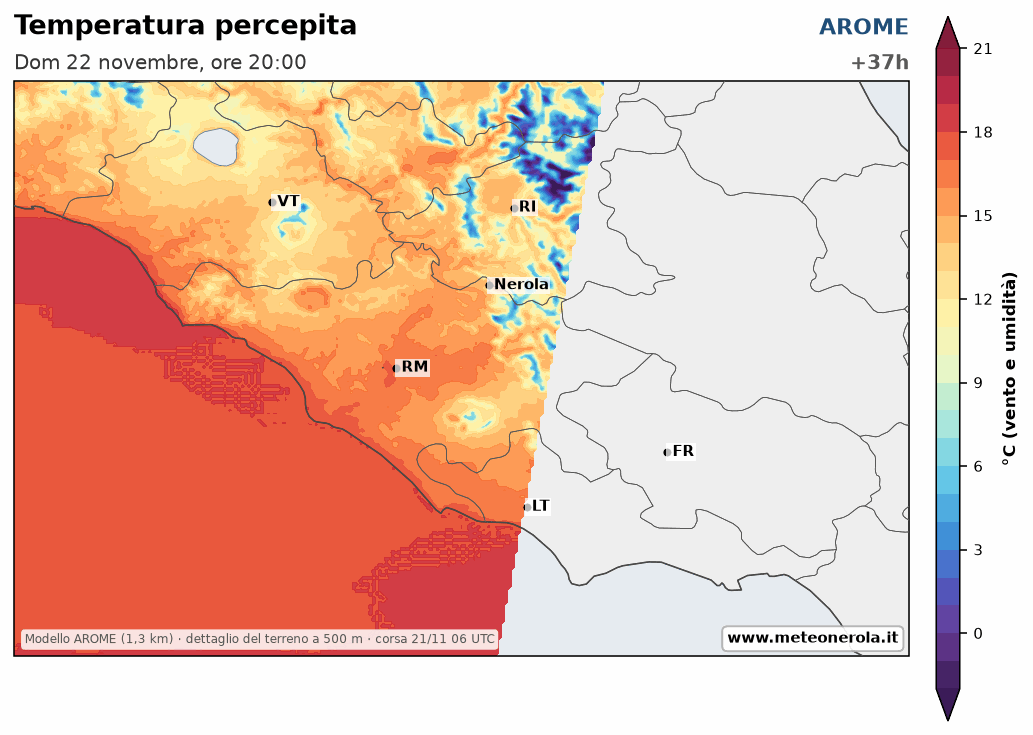 Temperatura percepita
AROME
Dom 22 novembre, ore 20:00
+37h
VT
RI
Nerola
RM
FR
LT
Modello AROME (1,3 km) · dettaglio del terreno a 500 m · corsa 21/11 06 UTC
www.meteonerola.it
21
18
15
12
9
6
3
0
°C (vento e umidità)